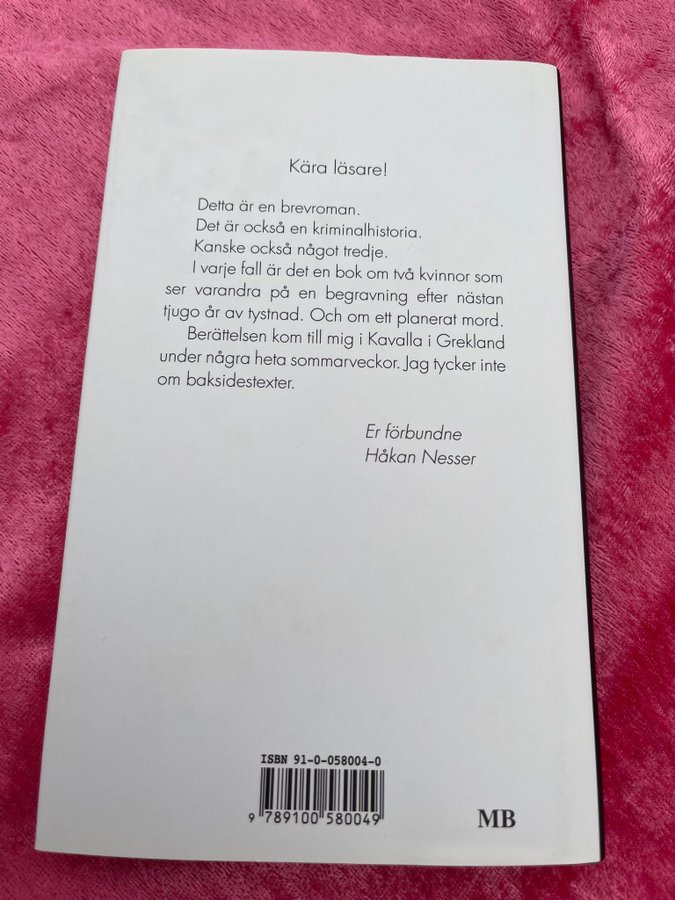 Kära läsare!
Detta är en brevroman.
Det är också en kriminalhistoria.
Kanske också något tredje.
I varje fall är det en bok om två kvinnor som
ser varandra på en begravning efter nästan
tjugo år av tystnad. Och om ett planerat mord.
Berättelsen kom till mig i Kavalla i Grekland
under några heta sommarveckor. Jag tycker inte
om baksidestexter.
Er förbundne
Håkan Nesser
ISBN 91-0-058004-0
9 789100 580049
MB